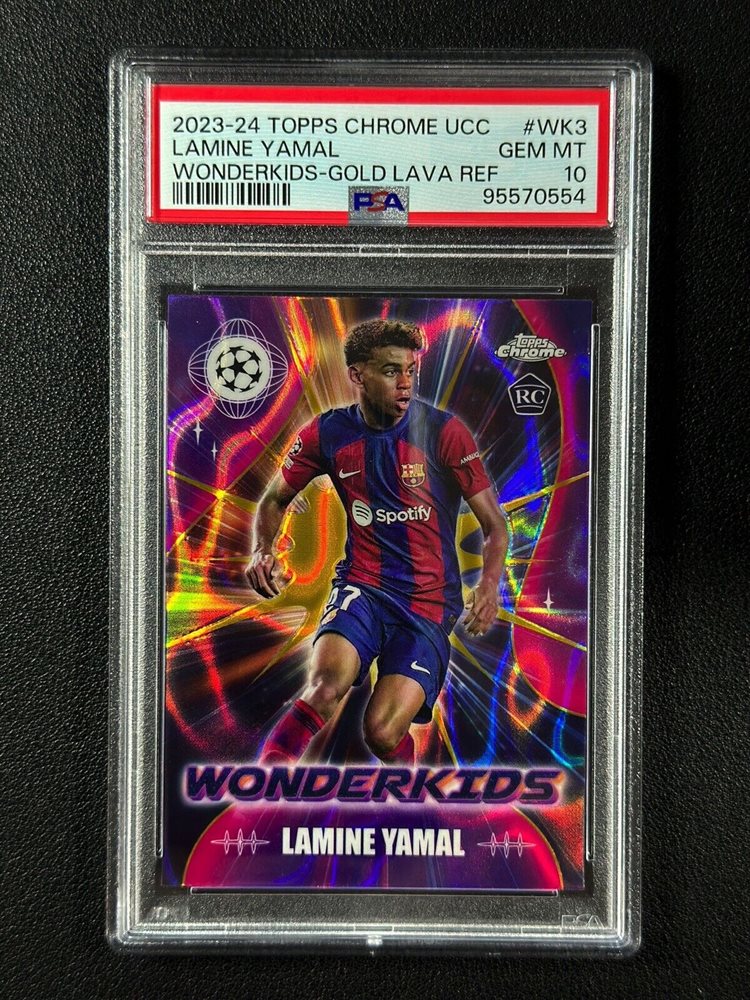 2023-24 TOPPS CHROME UCC #WK3
LAMINE YAMAL GEM MT
WONDERKIDS-GOLD LAVA REF 10
PSA 95570554
Topps
Chrome
RC
Spotify
WONDERKIDS
LAMINE YAMAL
PSA